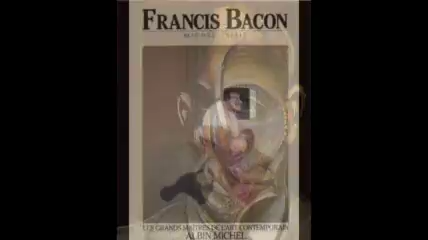 FRANCIS BACON
LES GRANDS MAÎTRES DE L'ART CONTEMPORAIN
ALBIN MICHEL